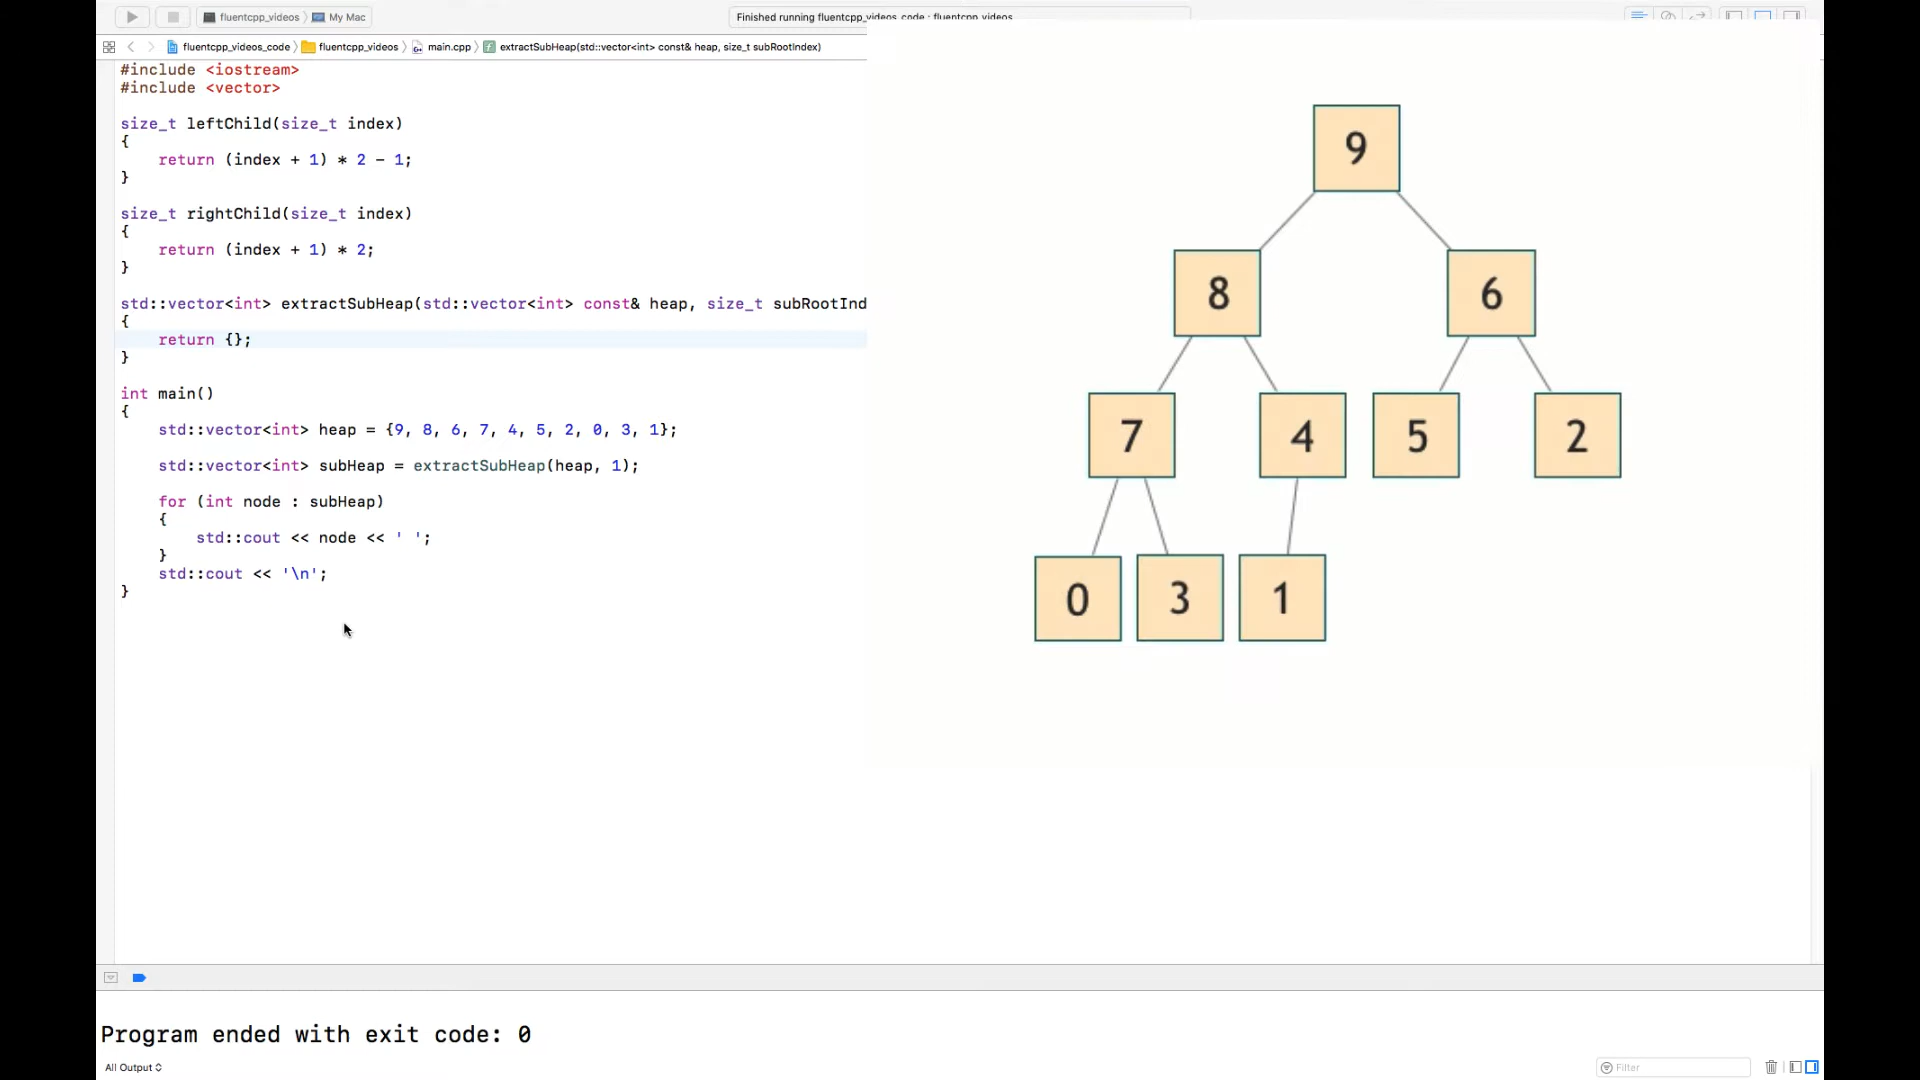 fluentcpp_videos My Mac
Finished running fluentcpp_videos_code : fluentcpp_videos
fluentcpp_videos_code fluentcpp_videos main.cpp extractSubHeap(std::vector<int> const& heap, size_t subRootIndex)
#include <iostream>
#include <vector>
size_t leftChild(size_t index)
{
return (index + 1) * 2 - 1;
}
size_t rightChild(size_t index)
{
return (index + 1) * 2;
}
std::vector<int> extractSubHeap(std::vector<int> const& heap, size_t subRootInd
{
return {};
}
int main()
{
std::vector<int> heap = {9, 8, 6, 7, 4, 5, 2, 0, 3, 1};
std::vector<int> subHeap = extractSubHeap(heap, 1);
for (int node : subHeap)
{
std::cout << node << ' ';
}
std::cout << '\n';
}
9
8 6
7 4 5 2
0 3 1
Program ended with exit code: 0
All Output
Filter